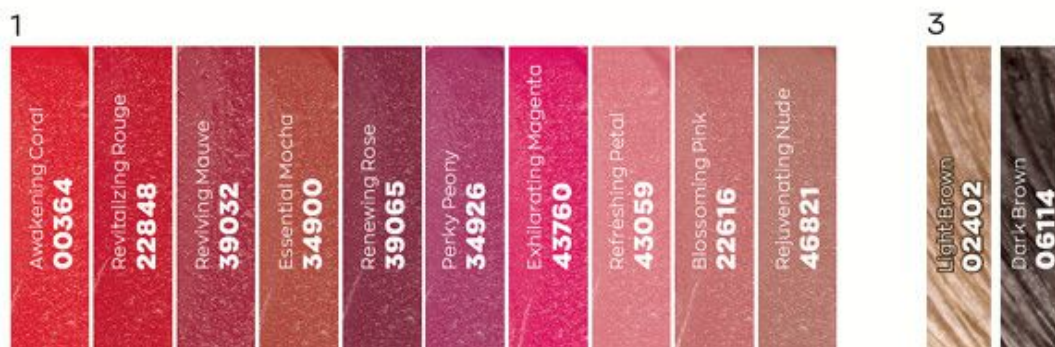 1
Awakening Coral
00364
Revitalizing Rouge
22848
Reviving Mauve
39032
Essential Mocha
34900
Renewing Rose
39065
Perky Peony
34926
Exhilarating Magenta
43760
Refreshing Petal
43059
Blossoming Pink
22616
Rejuvenating Nude
46821
3
Light Brown
02402
Dark Brown
06114